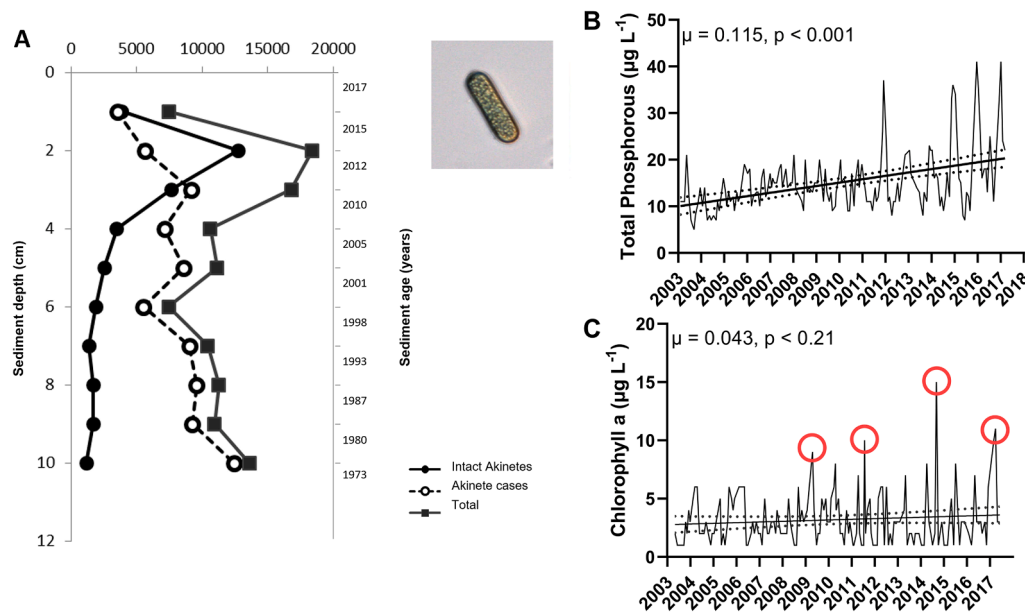 A
0 5000 10000 15000 20000
0
2
4
6
8
10
12
Sediment depth (cm)
2017
2015
2012
2010
2005
2001
1998
1993
1987
1980
1973
Sediment age (years)
Intact Akinetes
Akinete cases
Total
B
μ = 0.115, p < 0.001
Total Phosphorous (μg L⁻¹)
50
40
30
20
10
0
2003 2004 2005 2006 2007 2008 2009 2010 2011 2012 2013 2014 2015 2016 2017 2018
C
μ = 0.043, p < 0.21
Chlorophyll a (μg L⁻¹)
20
15
10
5
0
2003 2004 2005 2006 2007 2008 2009 2010 2011 2012 2013 2014 2015 2016 2017